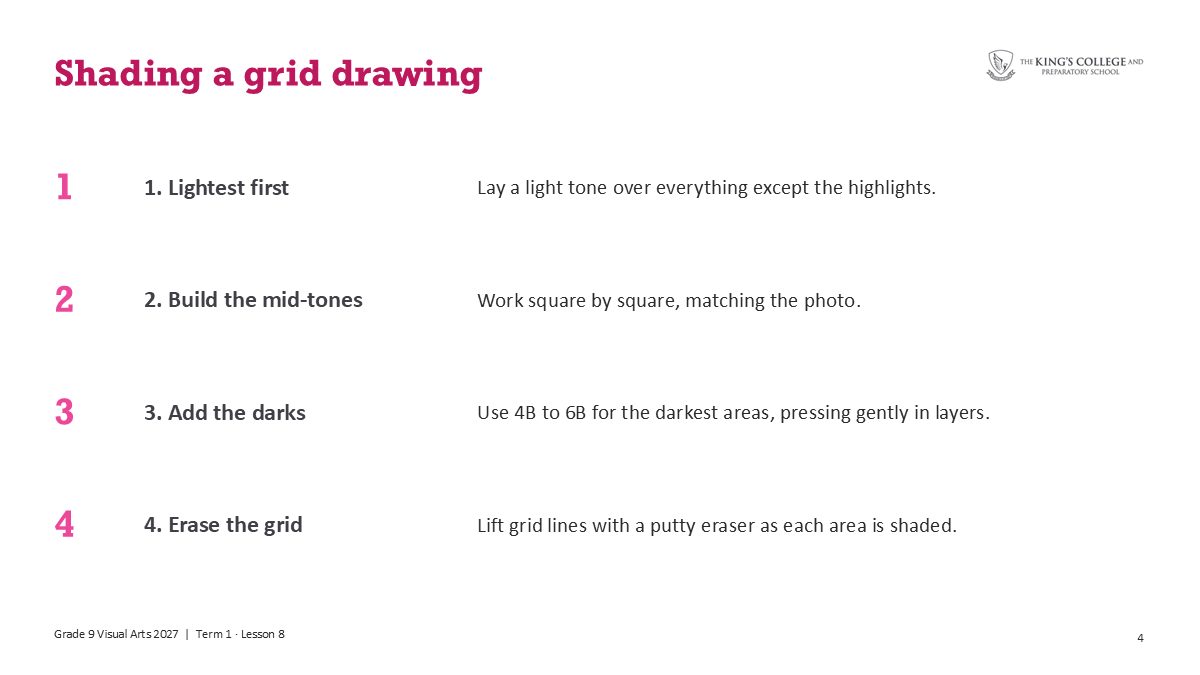 Shading a grid drawing
THE KING'S COLLEGE AND
PREPARATORY SCHOOL
1
1. Lightest first
Lay a light tone over everything except the highlights.
2
2. Build the mid-tones
Work square by square, matching the photo.
3
3. Add the darks
Use 4B to 6B for the darkest areas, pressing gently in layers.
4
4. Erase the grid
Lift grid lines with a putty eraser as each area is shaded.
Grade 9 Visual Arts 2027 | Term 1 · Lesson 8
4